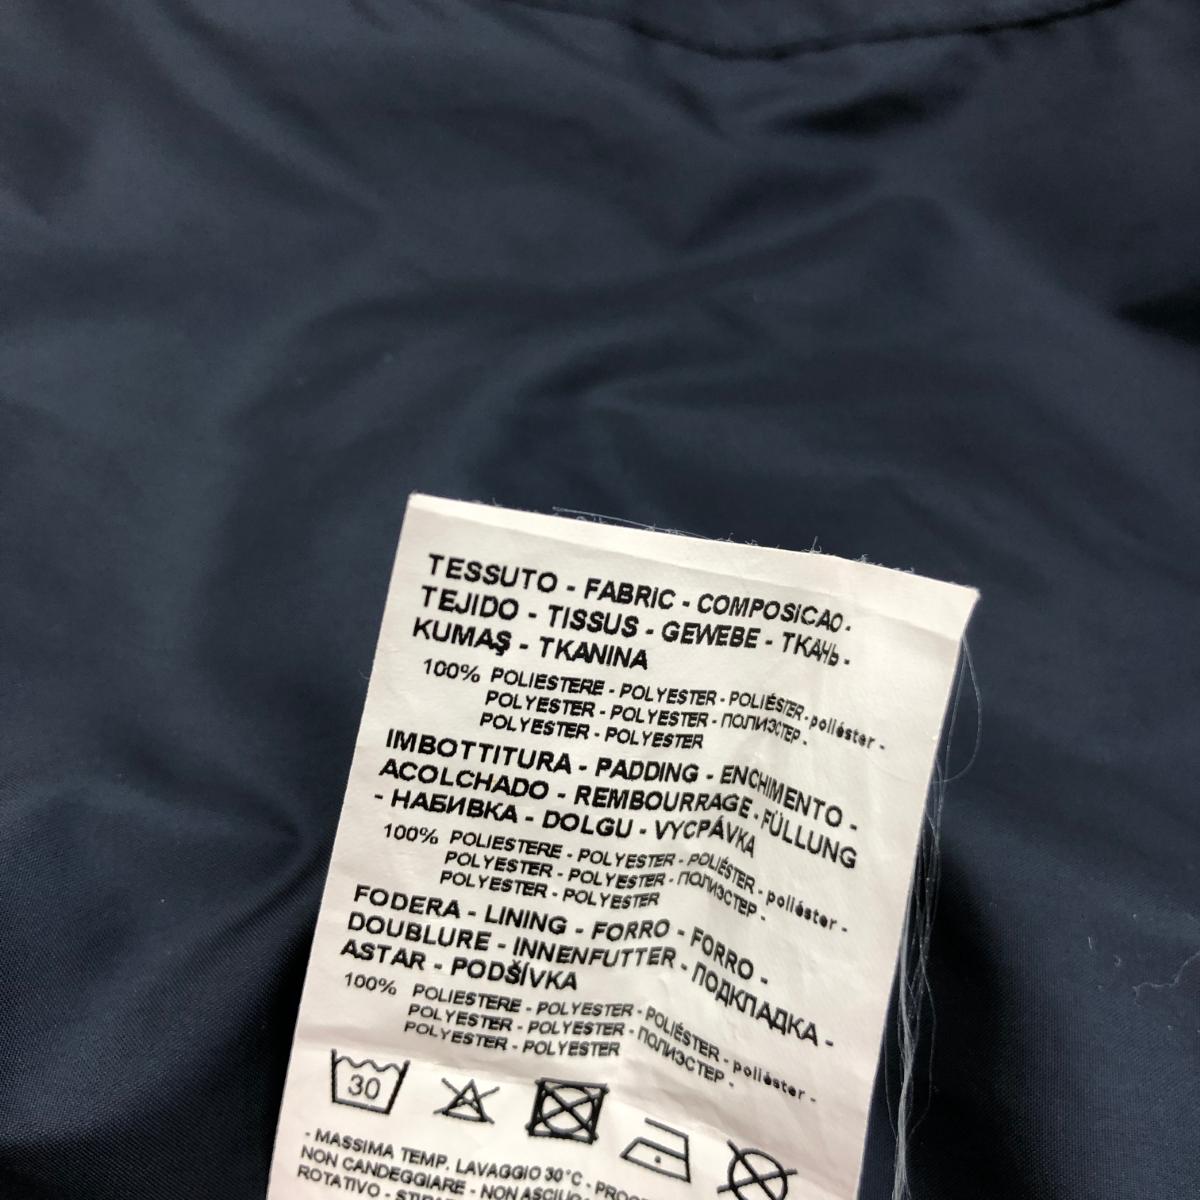 TESSUTO - FABRIC - COMPOSICAO -
TEJIDO - TISSUS - GEWEBE - ТКАНЬ -
KUMAŞ - TKANINA
100% POLIESTERE - POLYESTER - POLIÉSTER - poliéster -
POLYESTER - POLYESTER - ПОЛИЭСТЕР -
POLYESTER - POLYESTER
IMBOTTITURA - PADDING - ENCHIMENTO -
ACOLCHADO - REMBOURRAGE - FÜLLUNG
- НАБИВКА - DOLGU - VYCPÁVKA
100% POLIESTERE - POLYESTER - POLIÉSTER - poliéster -
POLYESTER - POLYESTER - ПОЛИЭСТЕР -
POLYESTER - POLYESTER
FODERA - LINING - FORRO - FORRO -
DOUBLURE - INNENFUTTER - ПОДКЛАДКА -
ASTAR - PODŠÍVKA
100% POLIESTERE - POLYESTER - POLIÉSTER - poliéster -
POLYESTER - POLYESTER - ПОЛИЭСТЕР -
POLYESTER - POLYESTER
30
- MASSIMA TEMP. LAVAGGIO 30°C -
NON CANDEGGIARE - NON
ROTATIVO -